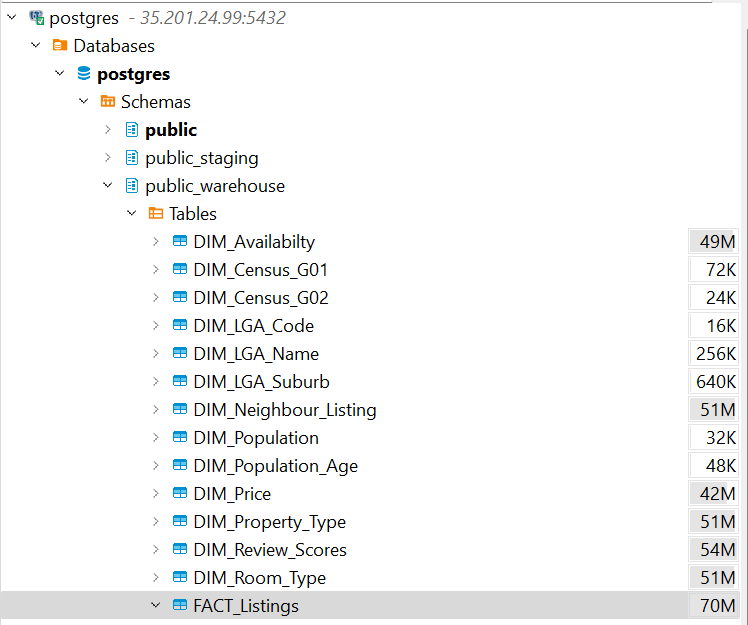 postgres - 35.201.24.99:5432
Databases
postgres
Schemas
public
public_staging
public_warehouse
Tables
DIM_Availabilty 49M
DIM_Census_G01 72K
DIM_Census_G02 24K
DIM_LGA_Code 16K
DIM_LGA_Name 256K
DIM_LGA_Suburb 640K
DIM_Neighbour_Listing 51M
DIM_Population 32K
DIM_Population_Age 48K
DIM_Price 42M
DIM_Property_Type 51M
DIM_Review_Scores 54M
DIM_Room_Type 51M
FACT_Listings 70M